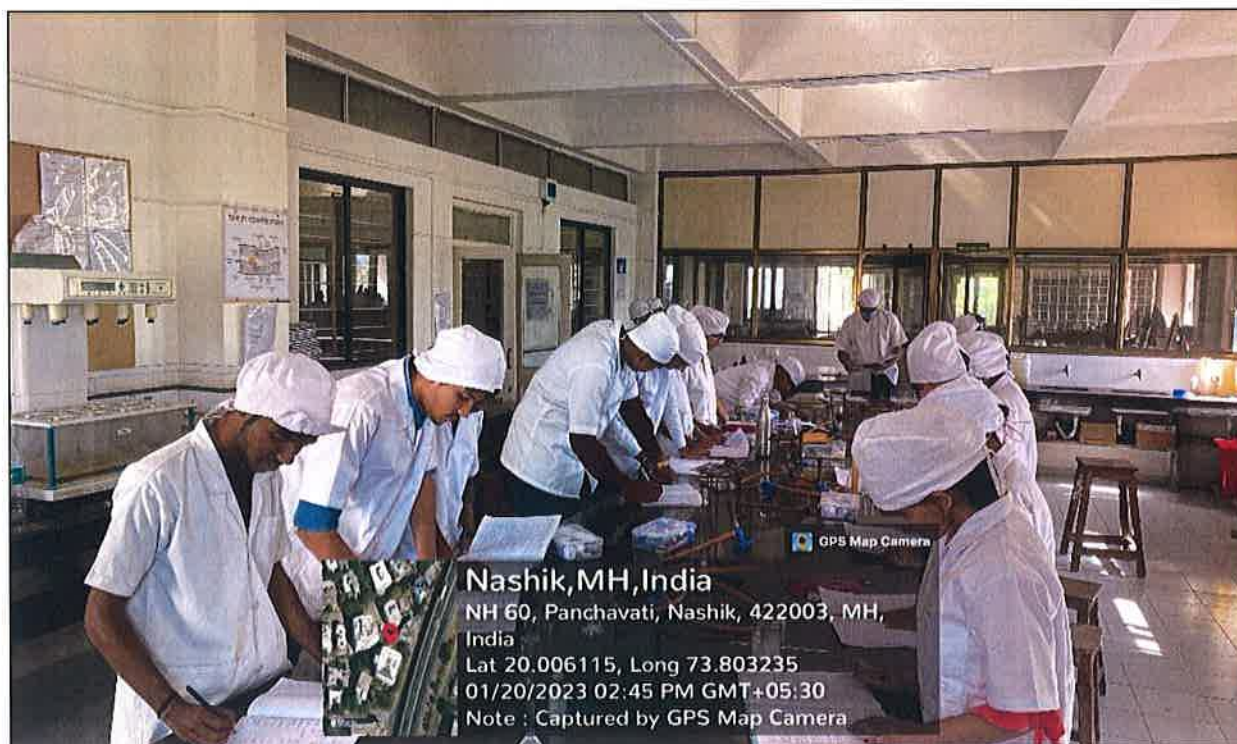 GPS Map Camera
Nashik,MH,India
NH 60, Panchavati, Nashik, 422003, MH,
India
Lat 20.006115, Long 73.803235
01/20/2023 02:45 PM GMT+05:30
Note : Captured by GPS Map Camera